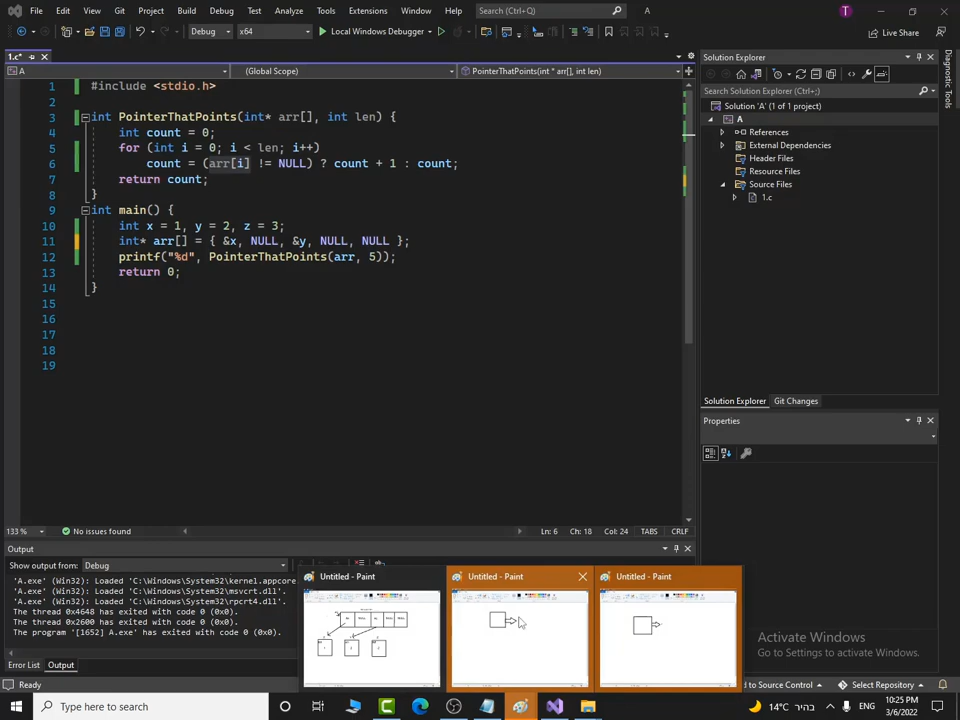 File Edit View Git Project Build Debug Test Analyze Tools Extensions Window Help Search (Ctrl+Q) A T
Debug x64 Local Windows Debugger Live Share
1.c*
A (Global Scope) PointerThatPoints(int * arr[], int len)
1 #include <stdio.h>
2
3 int PointerThatPoints(int* arr[], int len) {
4 int count = 0;
5 for (int i = 0; i < len; i++)
6 count = (arr[i] != NULL) ? count + 1 : count;
7 return count;
8 }
9 int main() {
10 int x = 1, y = 2, z = 3;
11 int* arr[] = { &x, NULL, &y, NULL, NULL };
12 printf("%d", PointerThatPoints(arr, 5));
13 return 0;
14 }
15
16
17
18
19
133 % No issues found Ln: 6 Ch: 18 Col: 24 TABS CRLF
Output
Show output from: Debug
'A.exe' (Win32): Loaded 'C:\Windows\System32\kernel.appcore
'A.exe' (Win32): Loaded 'C:\Windows\System32\msvcrt.dll'.
'A.exe' (Win32): Loaded 'C:\Windows\System32\rpcrt4.dll'.
The thread 0x4648 has exited with code 0 (0x0).
The thread 0x2600 has exited with code 0 (0x0).
The program '[1652] A.exe' has exited with code 0 (0x0).
Error List Output
Ready
Solution Explorer
Search Solution Explorer (Ctrl+;)
Solution 'A' (1 of 1 project)
A
References
External Dependencies
Header Files
Resource Files
Source Files
1.c
Solution Explorer Git Changes
Properties
Diagnostic Tools
Untitled - Paint
Untitled - Paint
Untitled - Paint
Activate Windows
Go to Settings to activate Windows.
Select Repository
Type here to search
14°C בהיר ENG 10:25 PM
3/6/2022